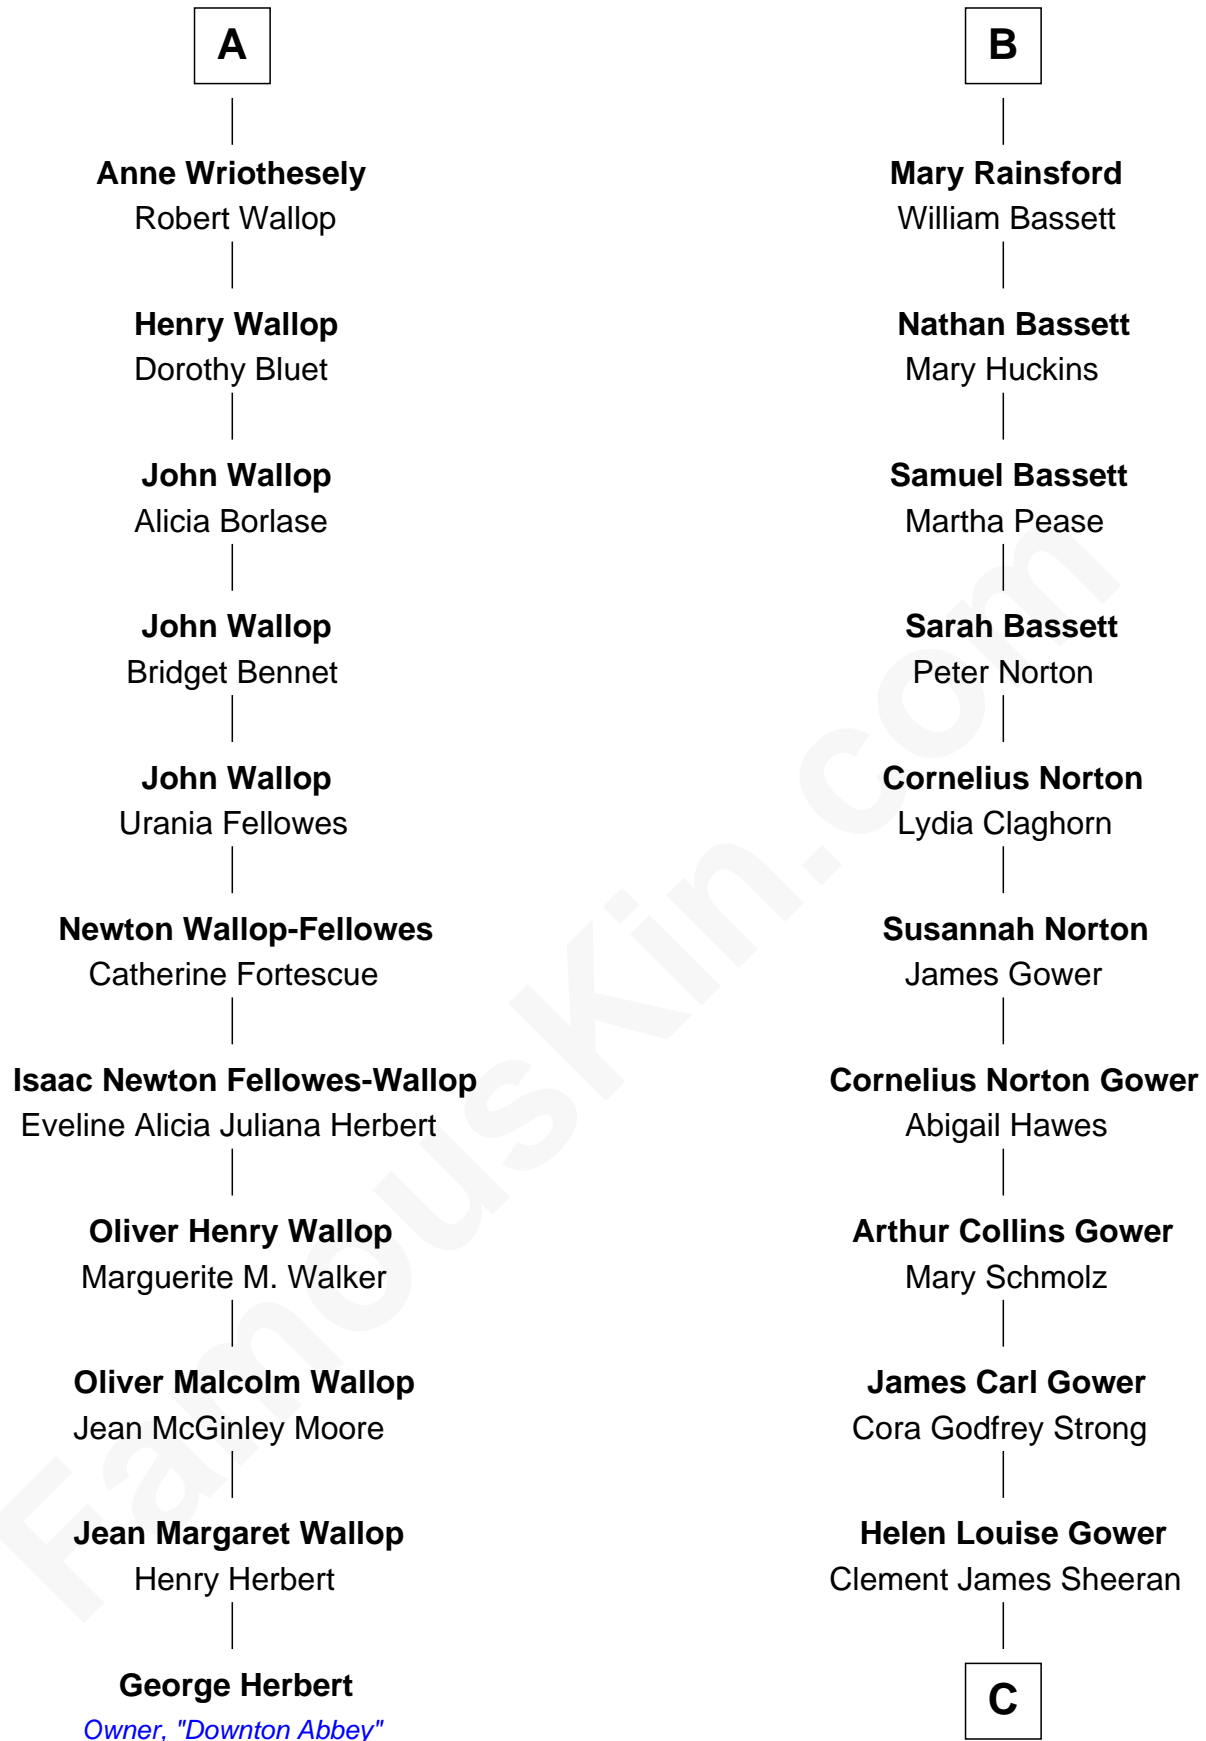 A
Anne Wriothesely
Robert Wallop
Henry Wallop
Dorothy Bluet
John Wallop
Alicia Borlase
John Wallop
Bridget Bennet
John Wallop
Urania Fellowes
Newton Wallop-Fellowes
Catherine Fortescue
Isaac Newton Fellowes-Wallop
Eveline Alicia Juliana Herbert
Oliver Henry Wallop
Marguerite M. Walker
Oliver Malcolm Wallop
Jean McGinley Moore
Jean Margaret Wallop
Henry Herbert
George Herbert
Owner, "Downton Abbey"
B
Mary Rainsford
William Bassett
Nathan Bassett
Mary Huckins
Samuel Bassett
Martha Pease
Sarah Bassett
Peter Norton
Cornelius Norton
Lydia Claghorn
Susannah Norton
James Gower
Cornelius Norton Gower
Abigail Hawes
Arthur Collins Gower
Mary Schmolz
James Carl Gower
Cora Godfrey Strong
Helen Louise Gower
Clement James Sheeran
C
FamousKin.com